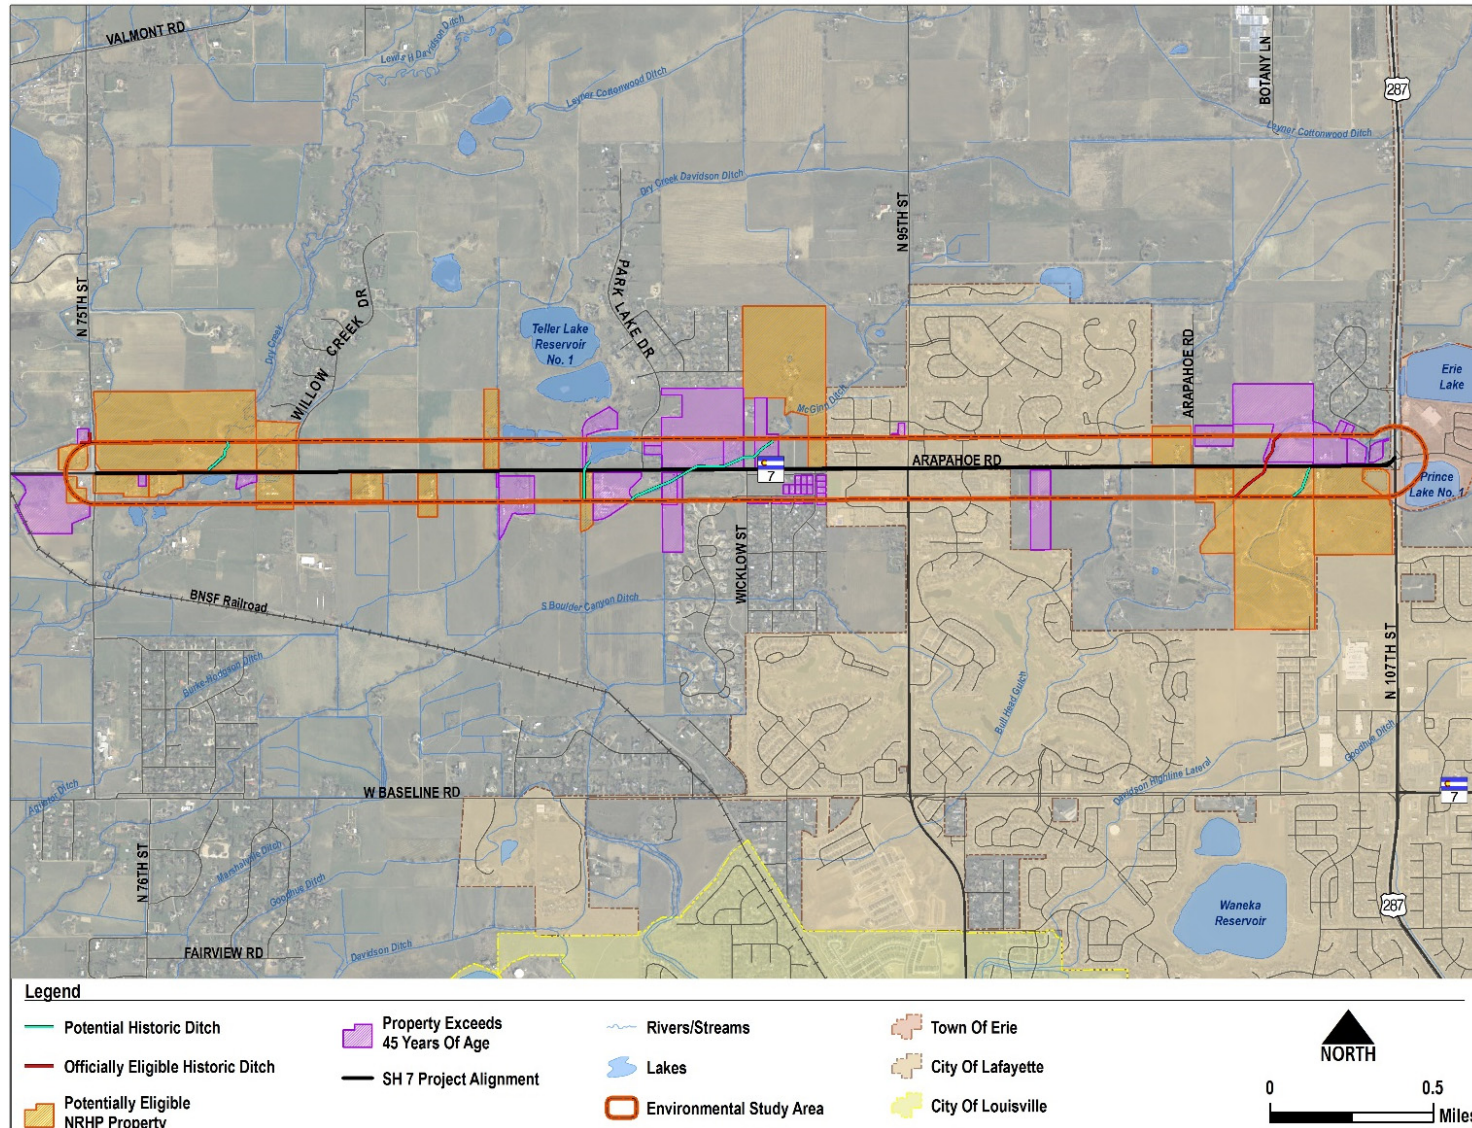 VALMONT RD
Lewis H Davidson Ditch
Leyner Cottonwood Ditch
BOTANY LN
287
Leyner Cottonwood Ditch
Dry Creek Davidson Ditch
N 95TH ST
N 75TH ST
PARK LAKE DR
WILLOW CREEK DR
Dry Creek
Teller Lake
Reservoir
No. 1
ARAPAHOE RD
Erie
Lake
McGinn Ditch
ARAPAHOE RD
C
7
Prince
Lake No. 1
WICKLOW ST
BNSF Railroad
S Boulder Canyon Ditch
N 107TH ST
Bull Head Gulch
Goodhue Ditch
Davidson Highline Lateral
W BASELINE RD
C
7
N 76TH ST
Marshallville Ditch
Goodhue Ditch
Waneka
Reservoir
287
FAIRVIEW RD
Davidson Ditch
Legend
Potential Historic Ditch
Officially Eligible Historic Ditch
Potentially Eligible
NRHP Property
Property Exceeds
45 Years Of Age
SH 7 Project Alignment
Rivers/Streams
Lakes
Environmental Study Area
Town Of Erie
City Of Lafayette
City Of Louisville
NORTH
0 0.5
Miles